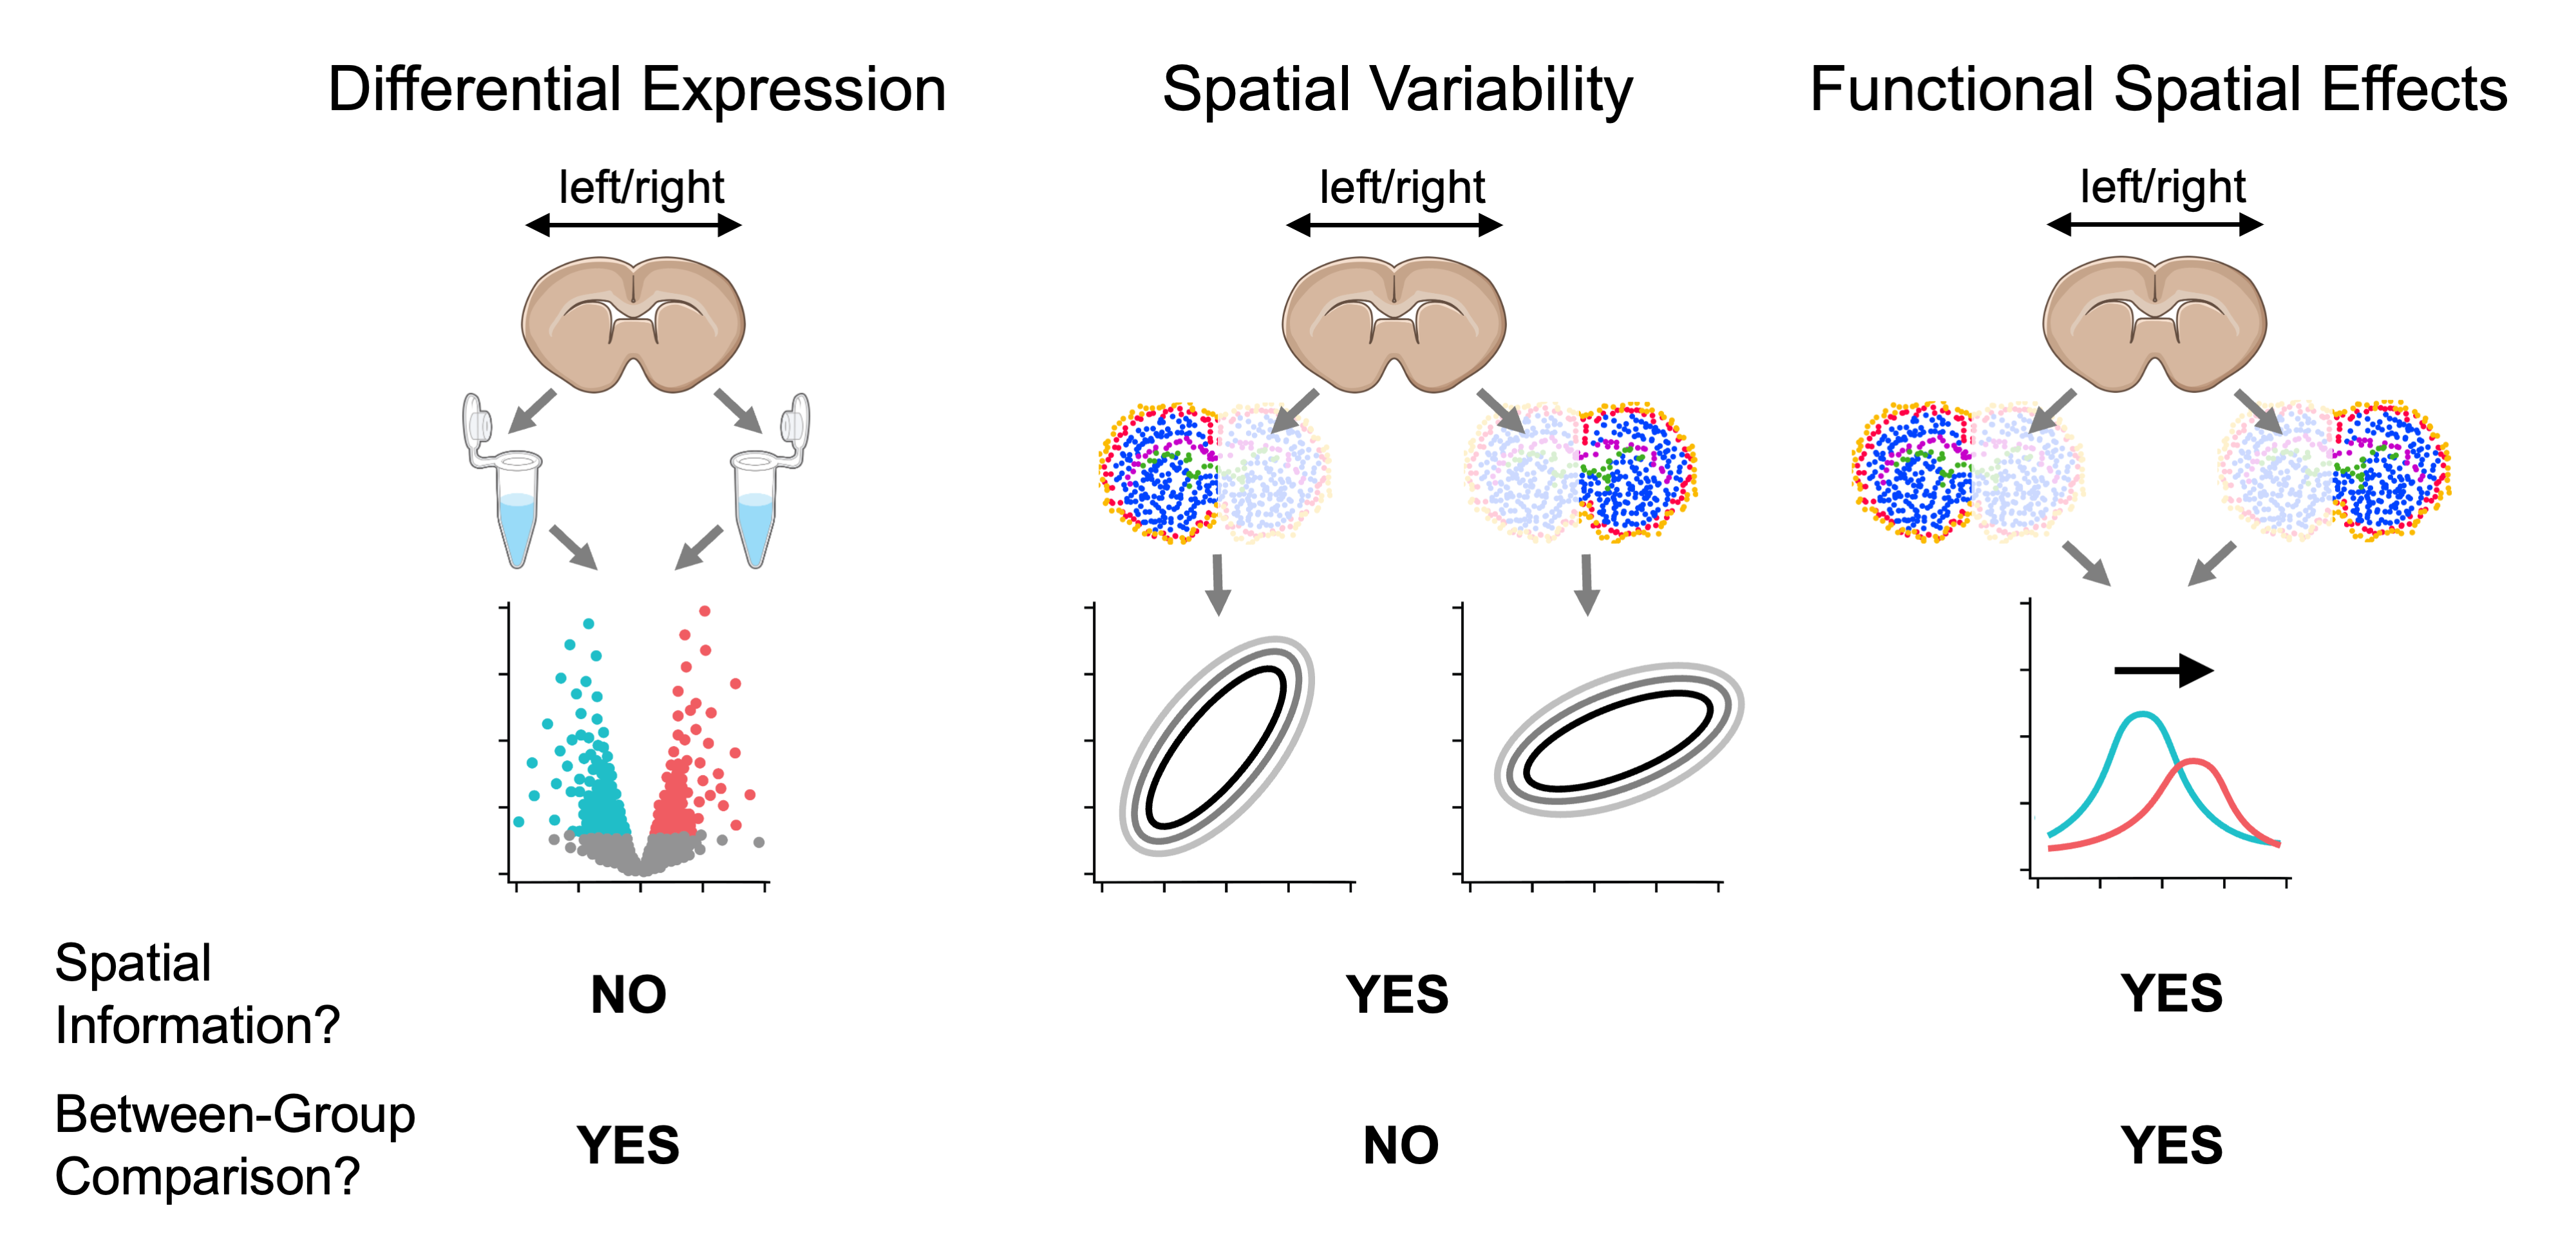 Differential Expression
Spatial Variability
Functional Spatial Effects
left/right
left/right
left/right
Spatial
Information?
NO
YES
YES
Between-Group
Comparison?
YES
NO
YES